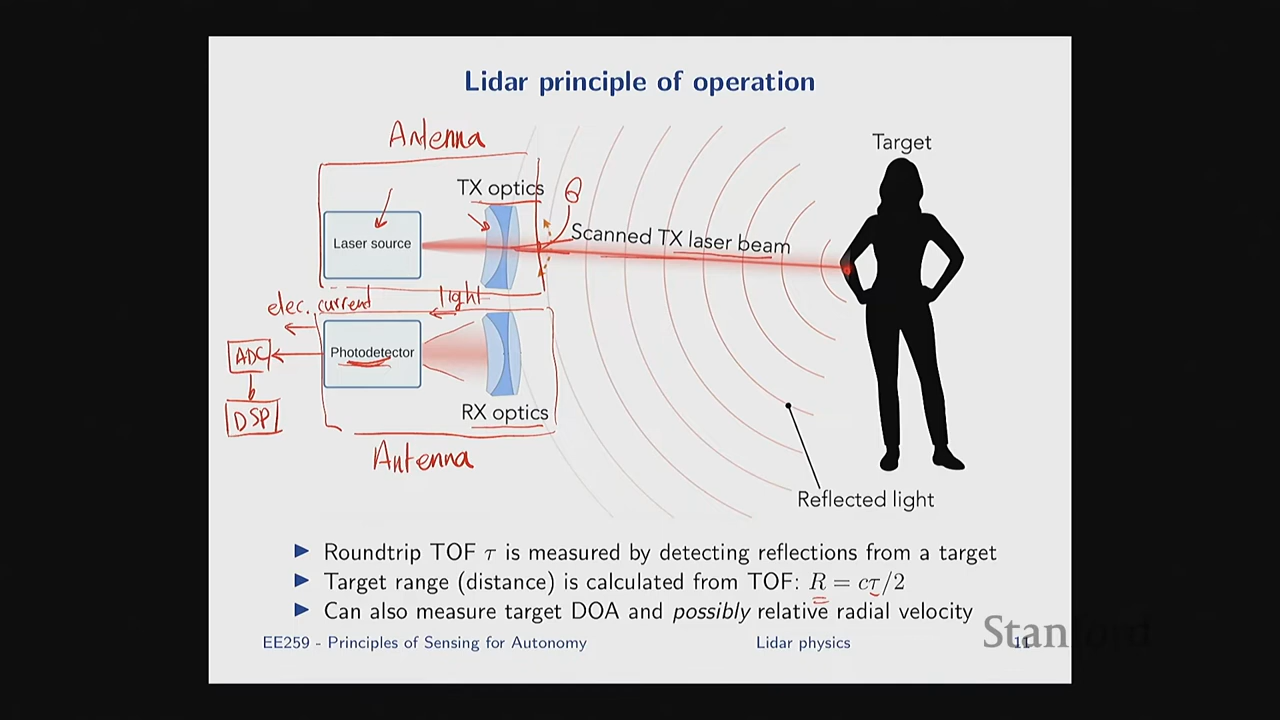 Lidar principle of operation
Antenna
Target
TX optics
θ
Laser source
Scanned TX laser beam
elec. current
light
ADC
Photodetector
DSP
RX optics
Antenna
Reflected light
▶ Roundtrip TOF τ is measured by detecting reflections from a target
▶ Target range (distance) is calculated from TOF: R = cτ/2
▶ Can also measure target DOA and possibly relative radial velocity
EE259 - Principles of Sensing for Autonomy
Lidar physics
11
Stanford